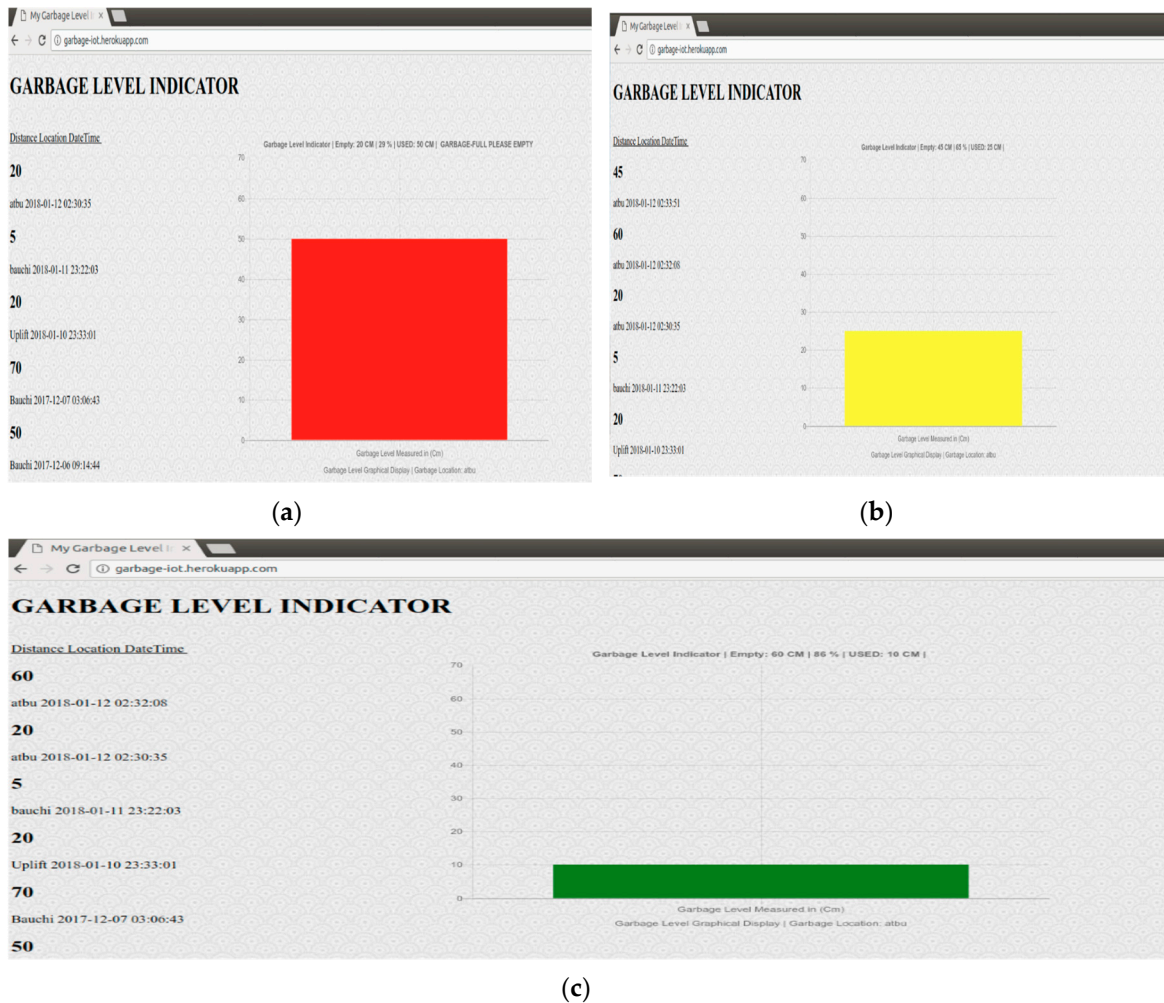 My Garbage Level
garbage-iot.herokuapp.com
GARBAGE LEVEL INDICATOR
Distance Location DateTime
20
atbu 2018-01-12 02:30:35
5
bauchi 2018-01-11 23:22:03
20
Uplift 2018-01-10 23:33:01
70
Bauchi 2017-12-07 03:06:43
50
Bauchi 2017-12-06 09:14:44
Garbage Level Indicator | Empty: 20 CM | 29 % | USED: 50 CM | GARBAGE-FULL PLEASE EMPTY
70
60
50
40
30
20
10
0
Garbage Level Measured in (Cm)
Garbage Level Graphical Display | Garbage Location: atbu
(a)
My Garbage Level
garbage-iot.herokuapp.com
GARBAGE LEVEL INDICATOR
Distance Location DateTime
45
atbu 2018-01-12 02:33:51
60
atbu 2018-01-12 02:32:08
20
atbu 2018-01-12 02:30:35
5
bauchi 2018-01-11 23:22:03
20
Uplift 2018-01-10 23:33:01
Garbage Level Indicator | Empty: 45 CM | 65 % | USED: 25 CM |
70
60
50
40
30
20
10
0
Garbage Level Measured in (Cm)
Garbage Level Graphical Display | Garbage Location: atbu
(b)
My Garbage Level
garbage-iot.herokuapp.com
GARBAGE LEVEL INDICATOR
Distance Location DateTime
60
atbu 2018-01-12 02:32:08
20
atbu 2018-01-12 02:30:35
5
bauchi 2018-01-11 23:22:03
20
Uplift 2018-01-10 23:33:01
70
Bauchi 2017-12-07 03:06:43
50
Garbage Level Indicator | Empty: 60 CM | 86 % | USED: 10 CM |
70
60
50
40
30
20
10
0
Garbage Level Measured in (Cm)
Garbage Level Graphical Display | Garbage Location: atbu
(c)